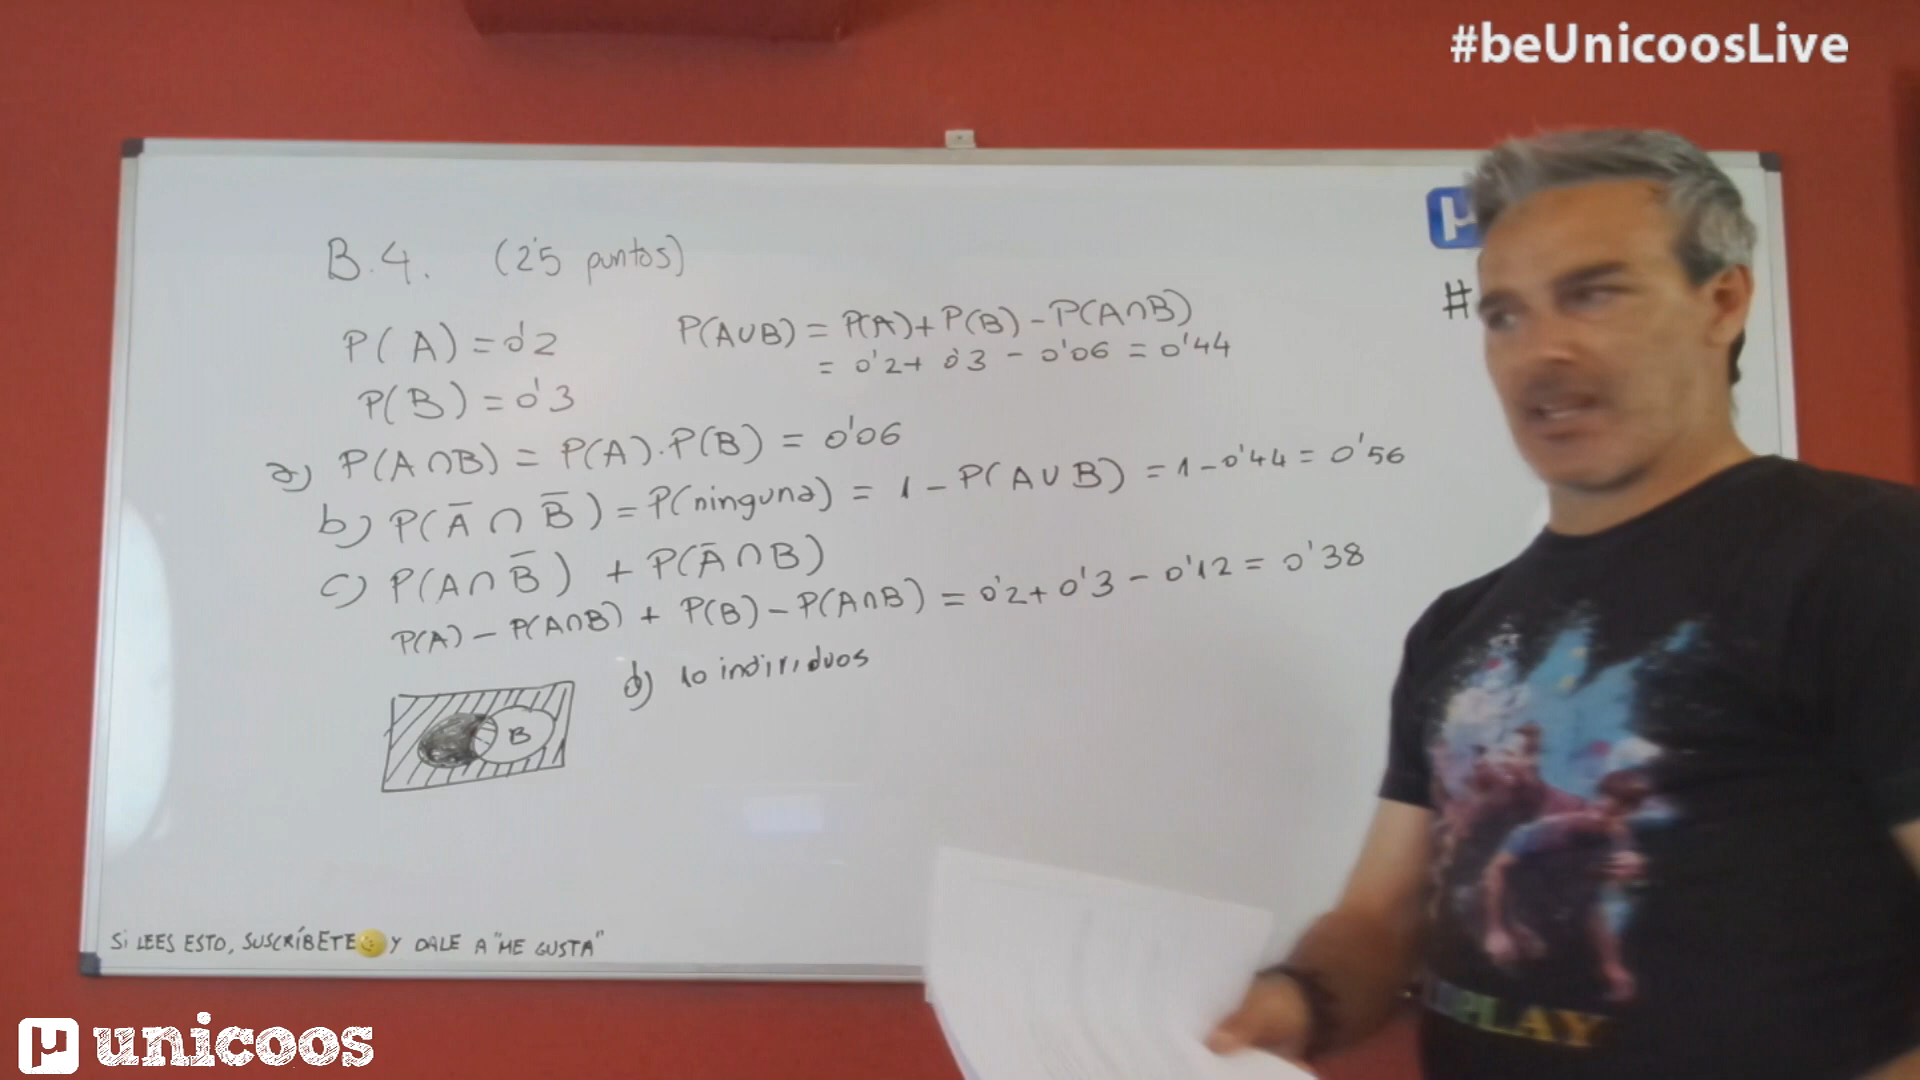 #beUnicoosLive
B.4. (2'5 puntos)
P(A) = 0'2
P(B) = 0'3
P(A∪B) = P(A) + P(B) - P(A∩B)
= 0'2 + 0'3 - 0'06 = 0'44
a) P(A∩B) = P(A)·P(B) = 0'06
b) P(A̅ ∩ B̅) = P(ninguna) = 1 - P(A∪B) = 1 - 0'44 = 0'56
c) P(A∩B̅) + P(A̅∩B)
P(A) - P(A∩B) + P(B) - P(A∩B) = 0'2 + 0'3 - 0'12 = 0'38
d) 10 individuos
B
#
SI LEES ESTO, SUSCRÍBETE Y DALE A "ME GUSTA"
µ unicoos